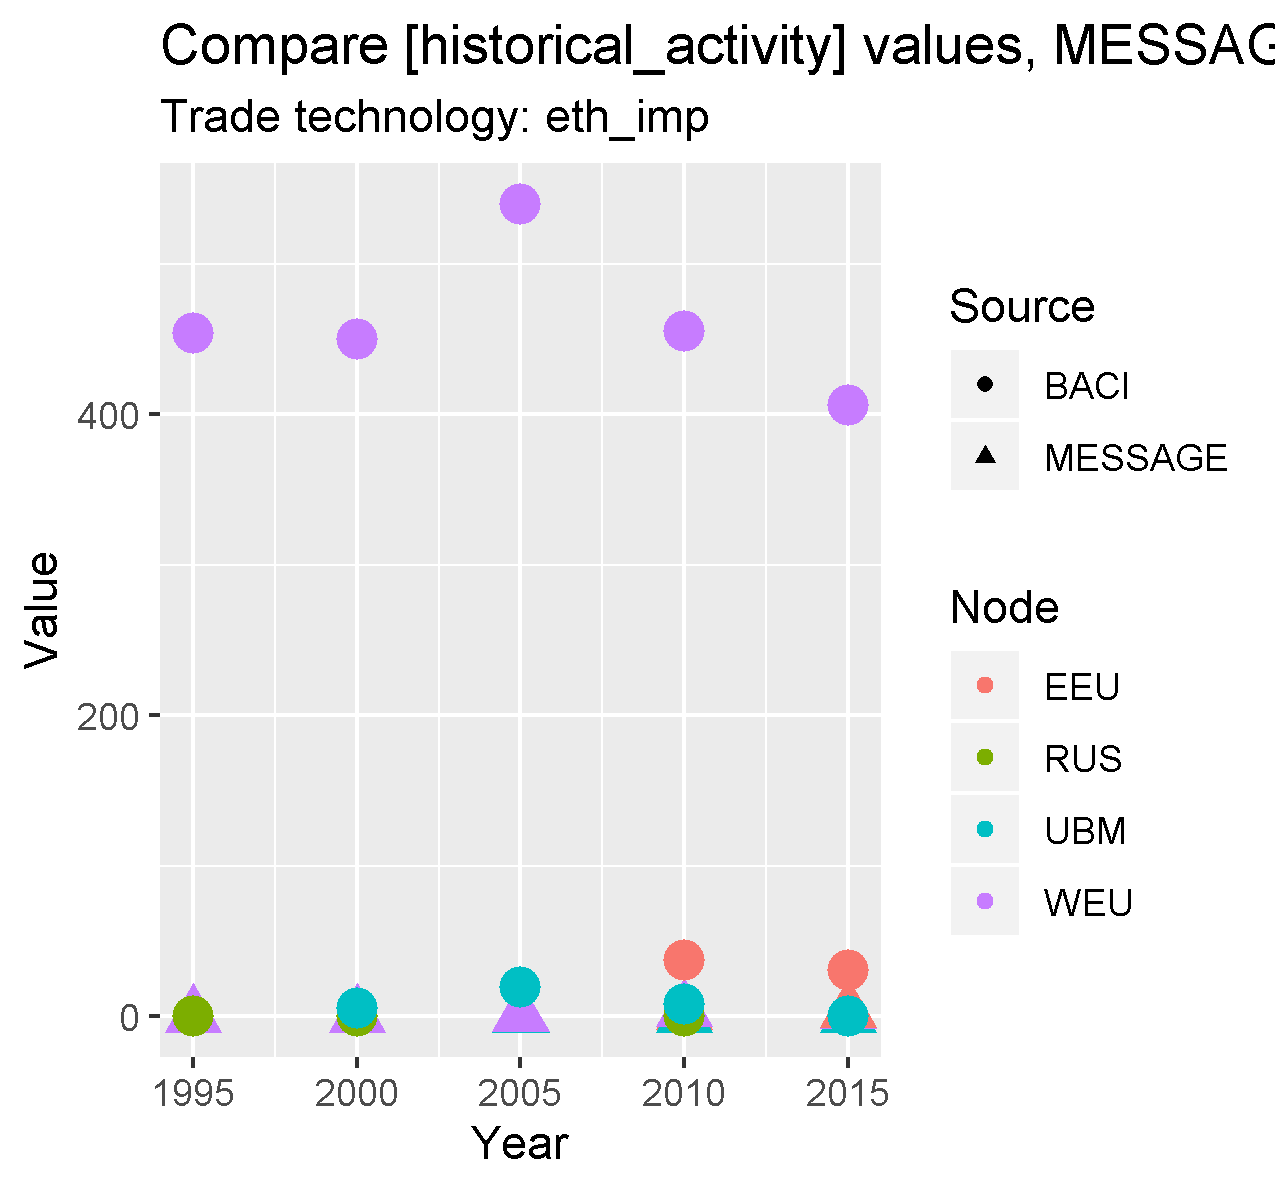 Compare [historical_activity] values, MESSAG
Trade technology: eth_imp
Value
400
200
0
1995 2000 2005 2010 2015
Year
Source
BACI
MESSAGE
Node
EEU
RUS
UBM
WEU